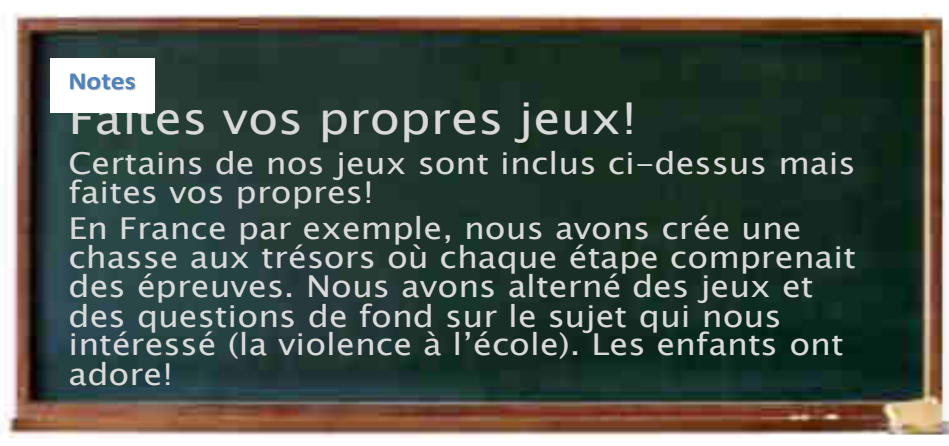 Notes
Faites vos propres jeux!
Certains de nos jeux sont inclus ci-dessus mais
faites vos propres!
En France par exemple, nous avons crée une
chasse aux trésors où chaque étape comprenait
des épreuves. Nous avons alterné des jeux et
des questions de fond sur le sujet qui nous
intéressé (la violence à l'école). Les enfants ont
adore!